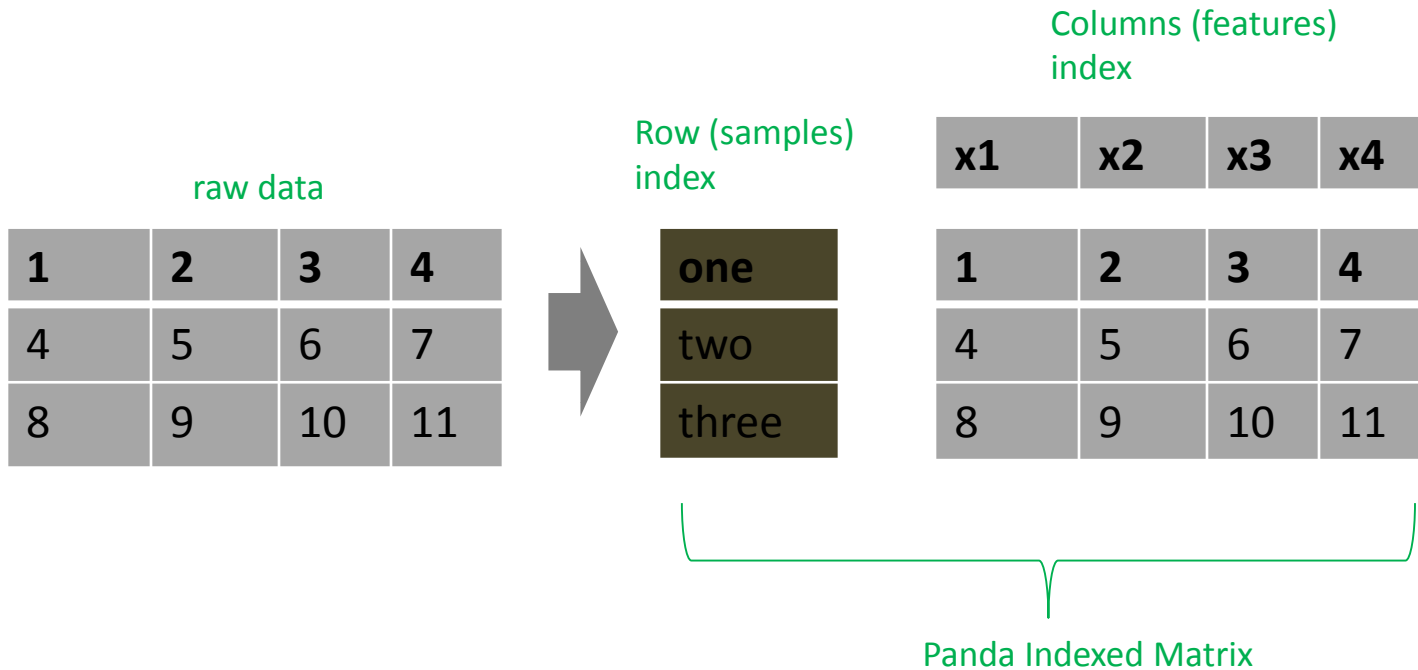 Columns (features)
index
Row (samples)
index
x1 x2 x3 x4
raw data
1 2 3 4
4 5 6 7
8 9 10 11
one
two
three
1 2 3 4
4 5 6 7
8 9 10 11
Panda Indexed Matrix